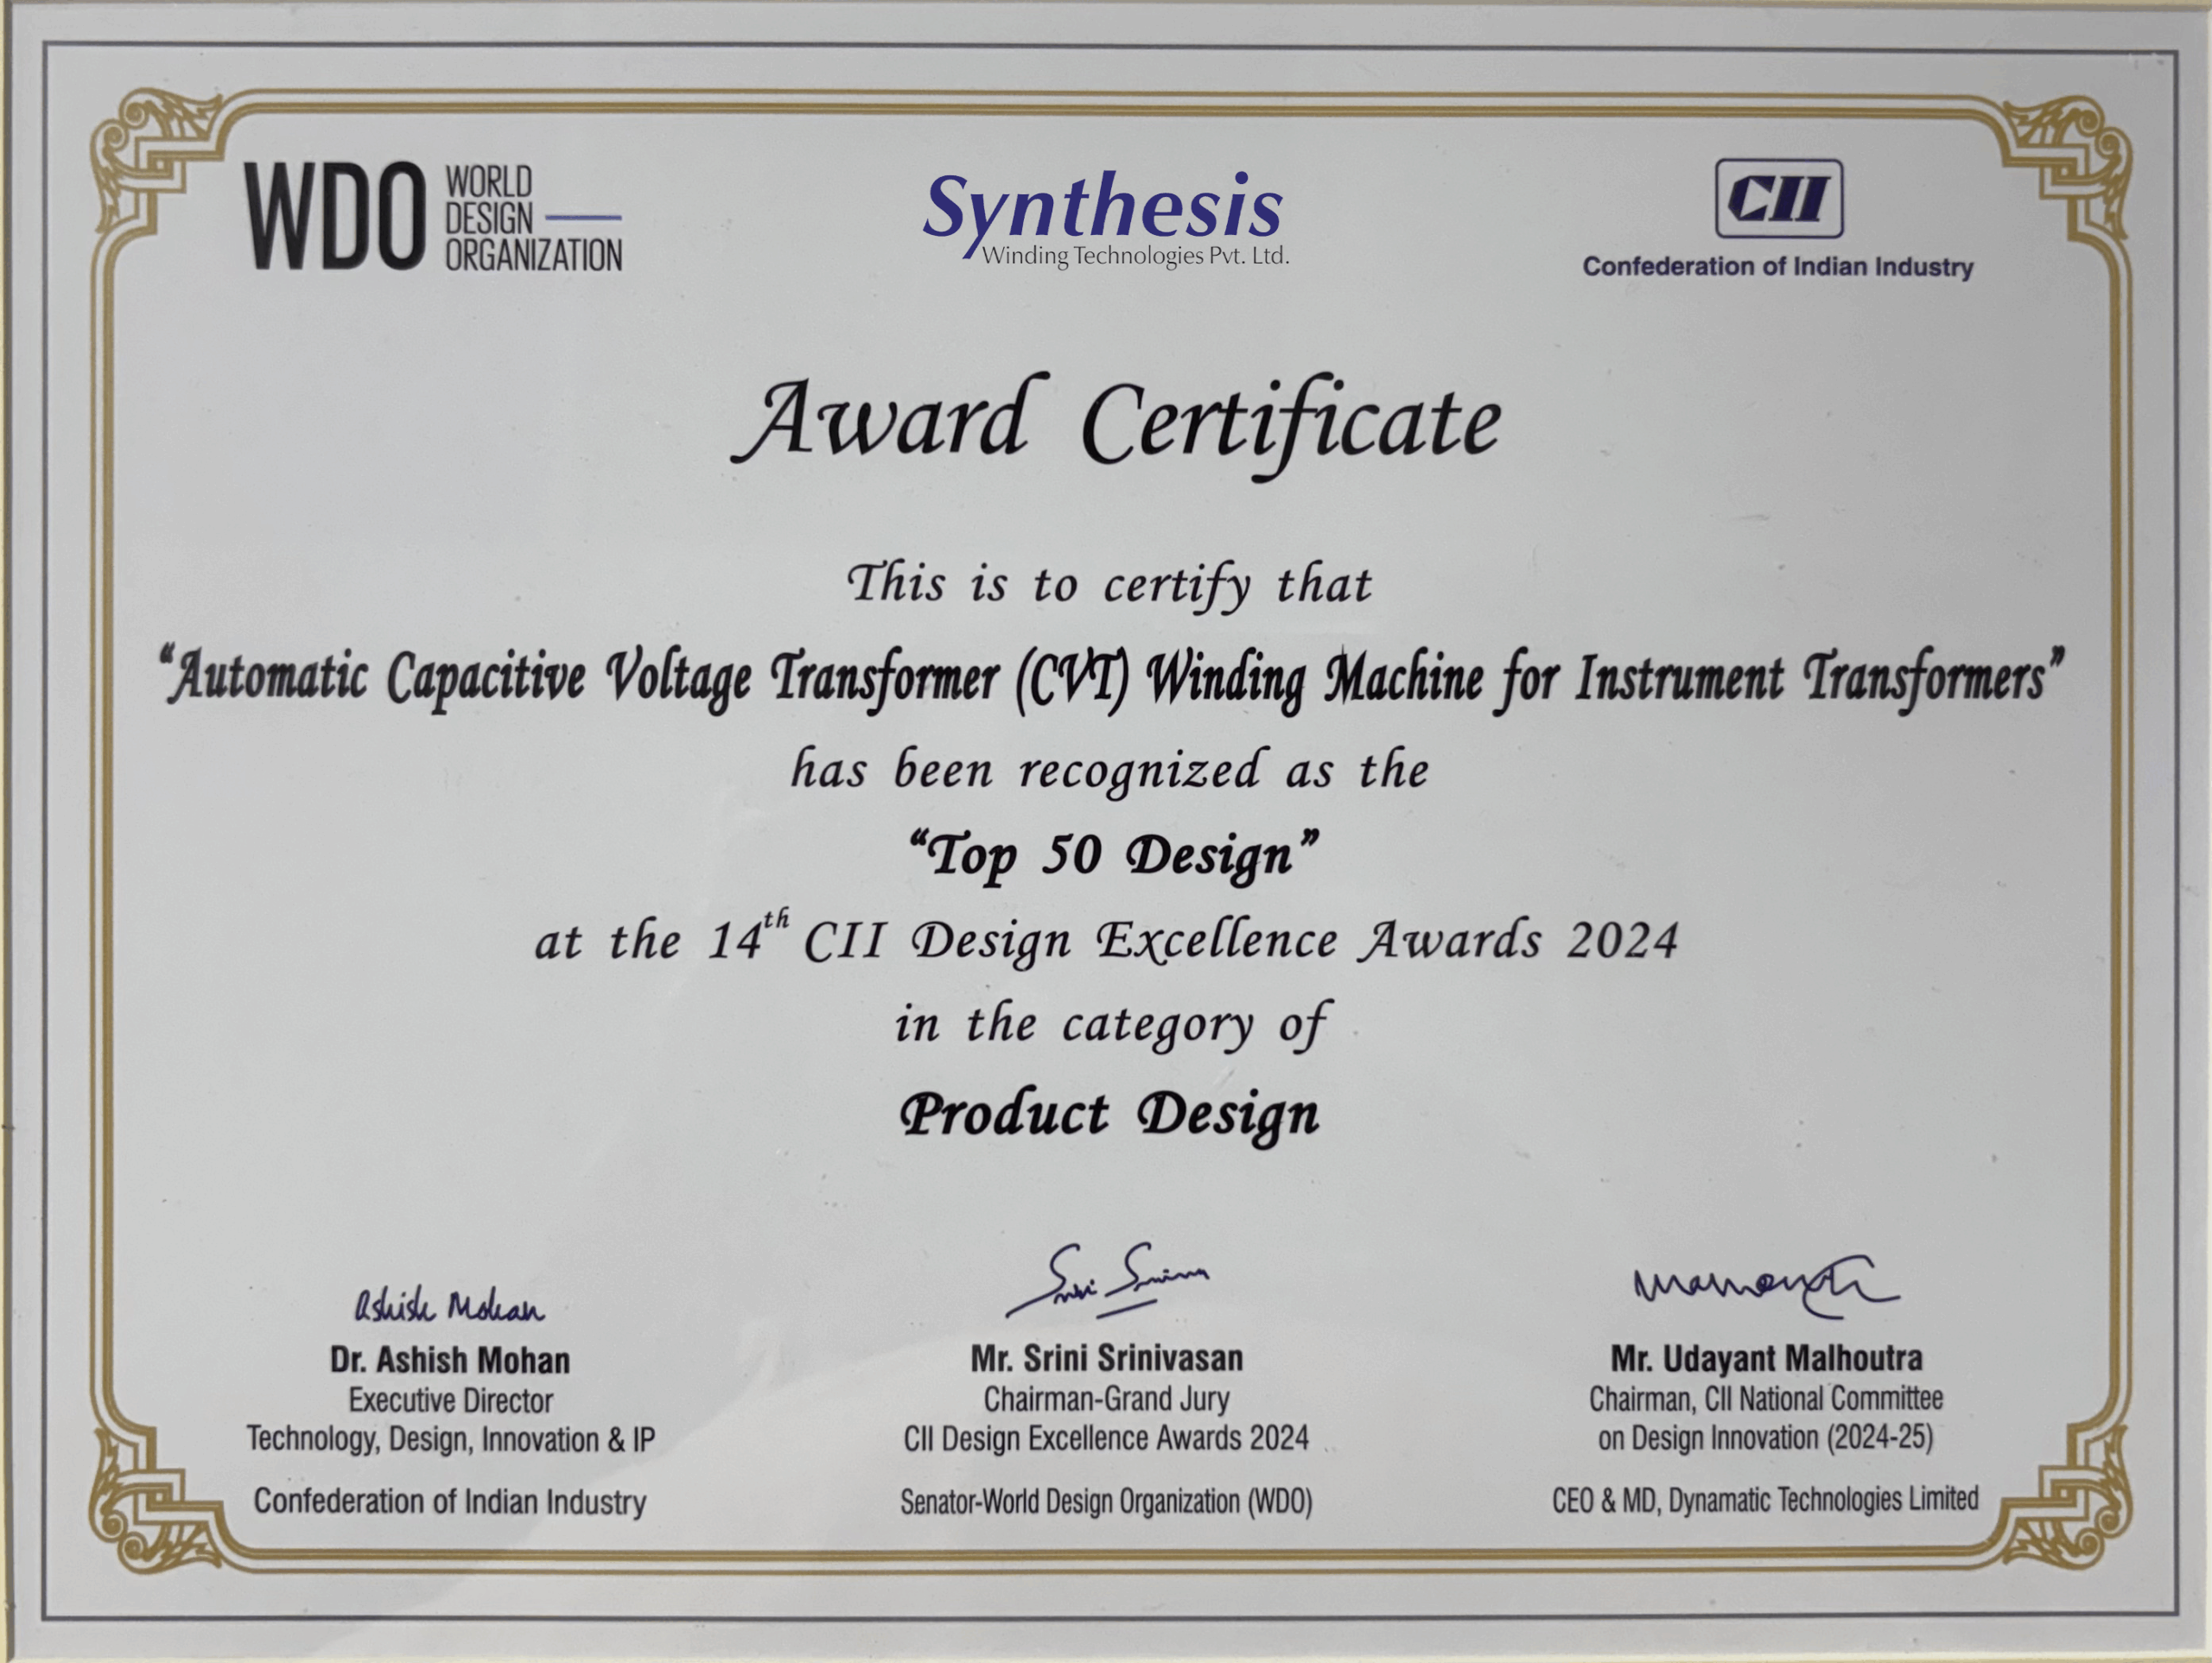 WDO WORLD
DESIGN
ORGANIZATION
Synthesis
Winding Technologies Pvt. Ltd.
CII
Confederation of Indian Industry
Award Certificate
This is to certify that
“Automatic Capacitive Voltage Transformer (CVT) Winding Machine for Instrument Transformers”
has been recognized as the
“Top 50 Design”
at the 14th CII Design Excellence Awards 2024
in the category of
Product Design
Ashish Mohan
Dr. Ashish Mohan
Executive Director
Technology, Design, Innovation & IP
Confederation of Indian Industry
Mr. Srini Srinivasan
Chairman-Grand Jury
CII Design Excellence Awards 2024
Senator-World Design Organization (WDO)
Mr. Udayant Malhoutra
Chairman, CII National Committee
on Design Innovation (2024-25)
CEO & MD, Dynamatic Technologies Limited